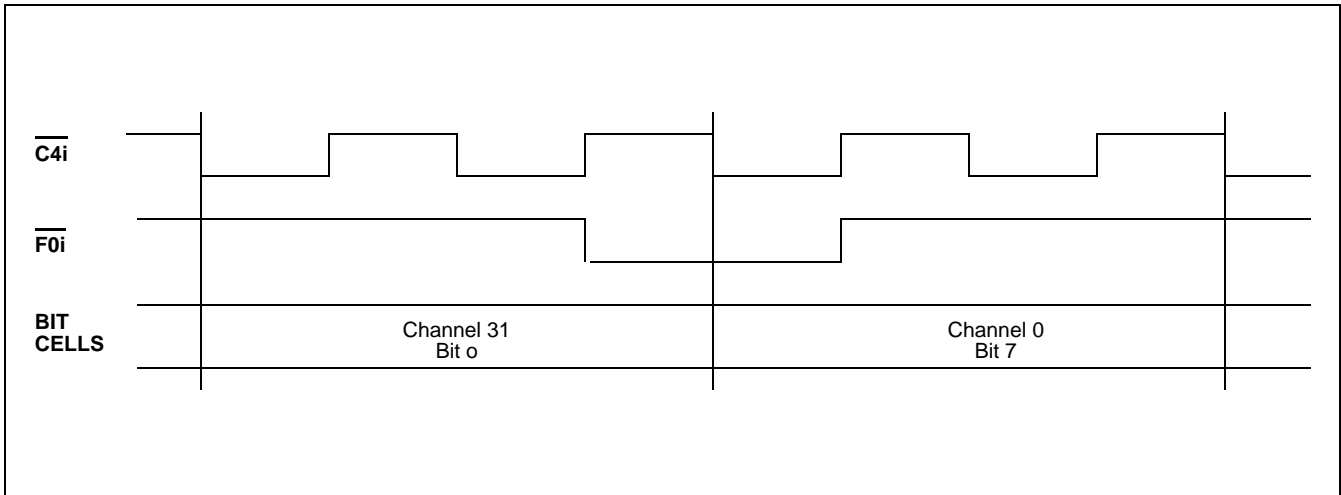 C4i
F0i
BIT
CELLS
Channel 31
Bit o
Channel 0
Bit 7